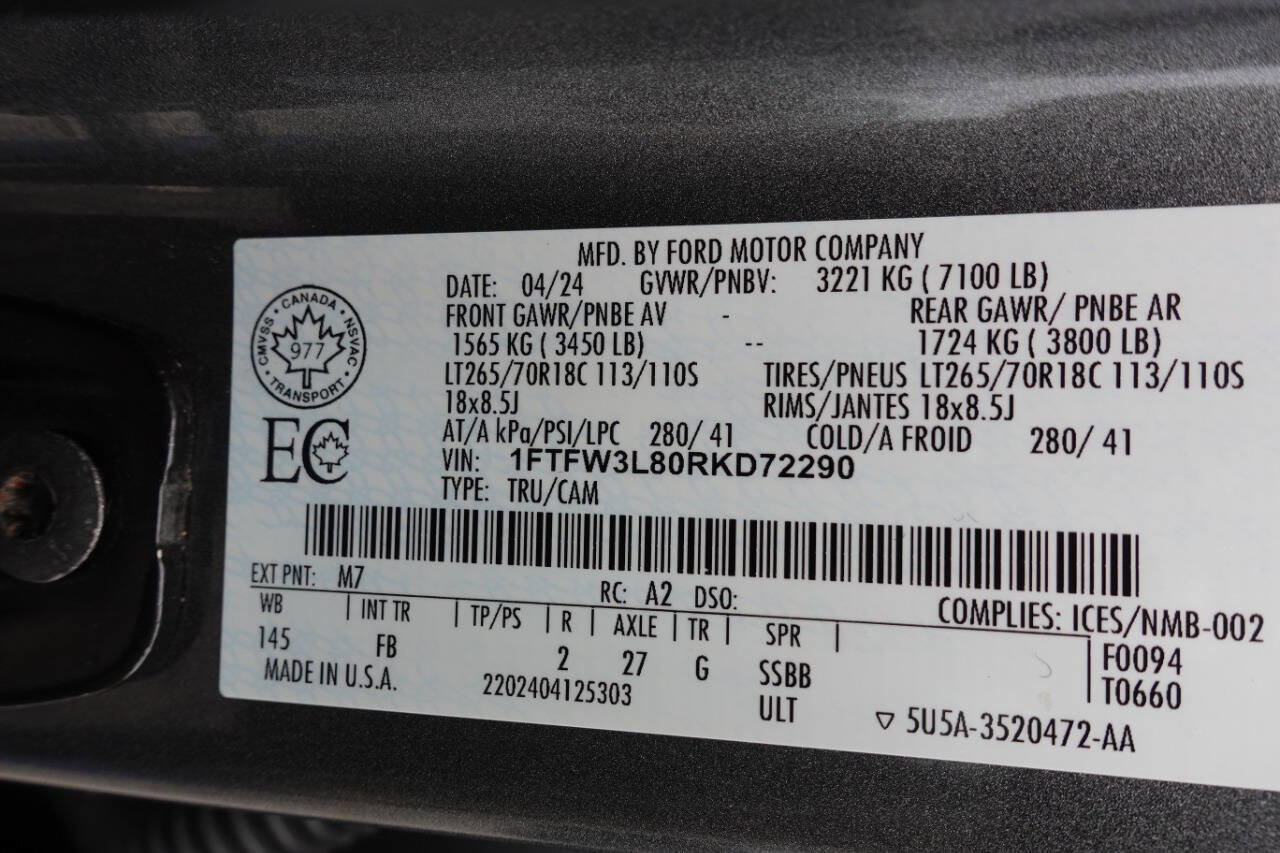 MFD. BY FORD MOTOR COMPANY
DATE: 04/24 GVWR/PNBV: 3221 KG ( 7100 LB)
FRONT GAWR/PNBE AV - REAR GAWR/ PNBE AR
1565 KG ( 3450 LB) -- 1724 KG ( 3800 LB)
LT265/70R18C 113/110S TIRES/PNEUS LT265/70R18C 113/110S
18x8.5J RIMS/JANTES 18x8.5J
AT/A kPa/PSI/LPC 280/ 41 COLD/A FROID 280/ 41
VIN: 1FTFW3L80RKD72290
TYPE: TRU/CAM
CANADA
CMVSS • NSVAC
977
TRANSPORT
EC
EXT PNT: M7 RC: A2 DSO:
COMPLIES: ICES/NMB-002
WB | INT TR | TP/PS | R | AXLE | TR | SPR |
145 FB 2 27 G SSBB
F0094
T0660
MADE IN U.S.A. 2202404125303 ULT
▽ 5U5A-3520472-AA